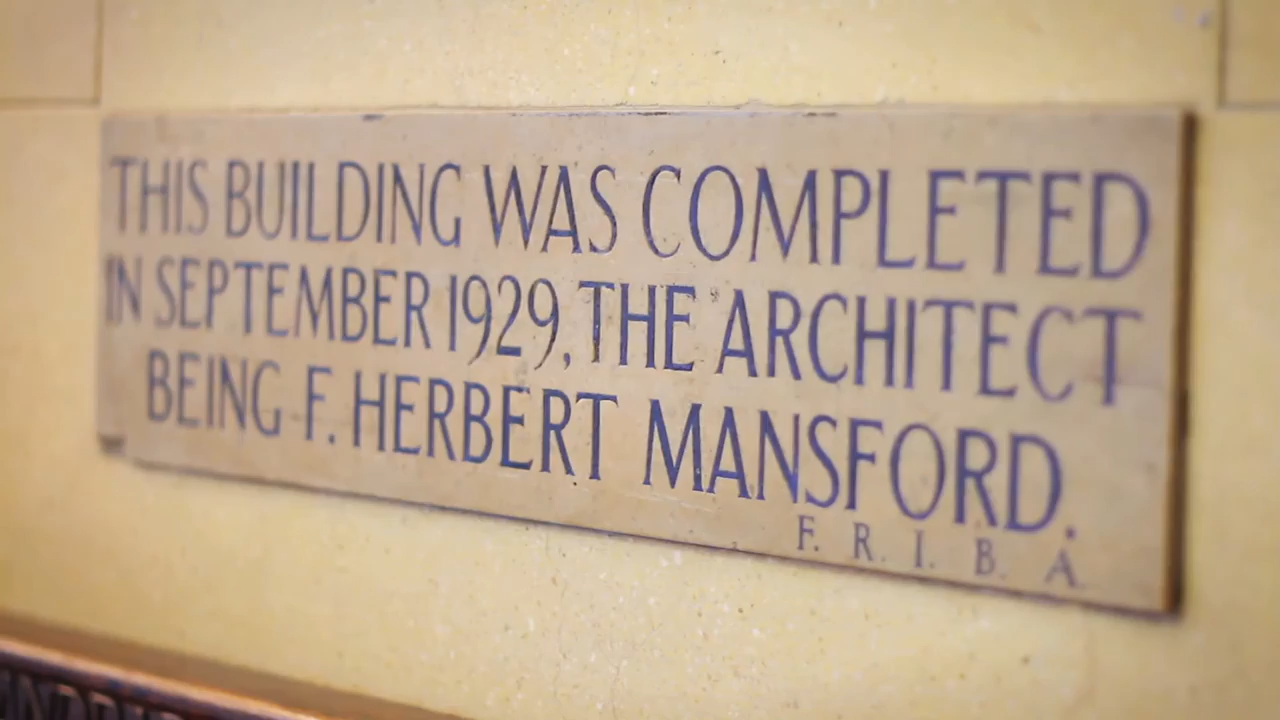 THIS BUILDING WAS COMPLETED
IN SEPTEMBER 1929, THE ARCHITECT
BEING F. HERBERT MANSFORD.
F. R. I. B. A.